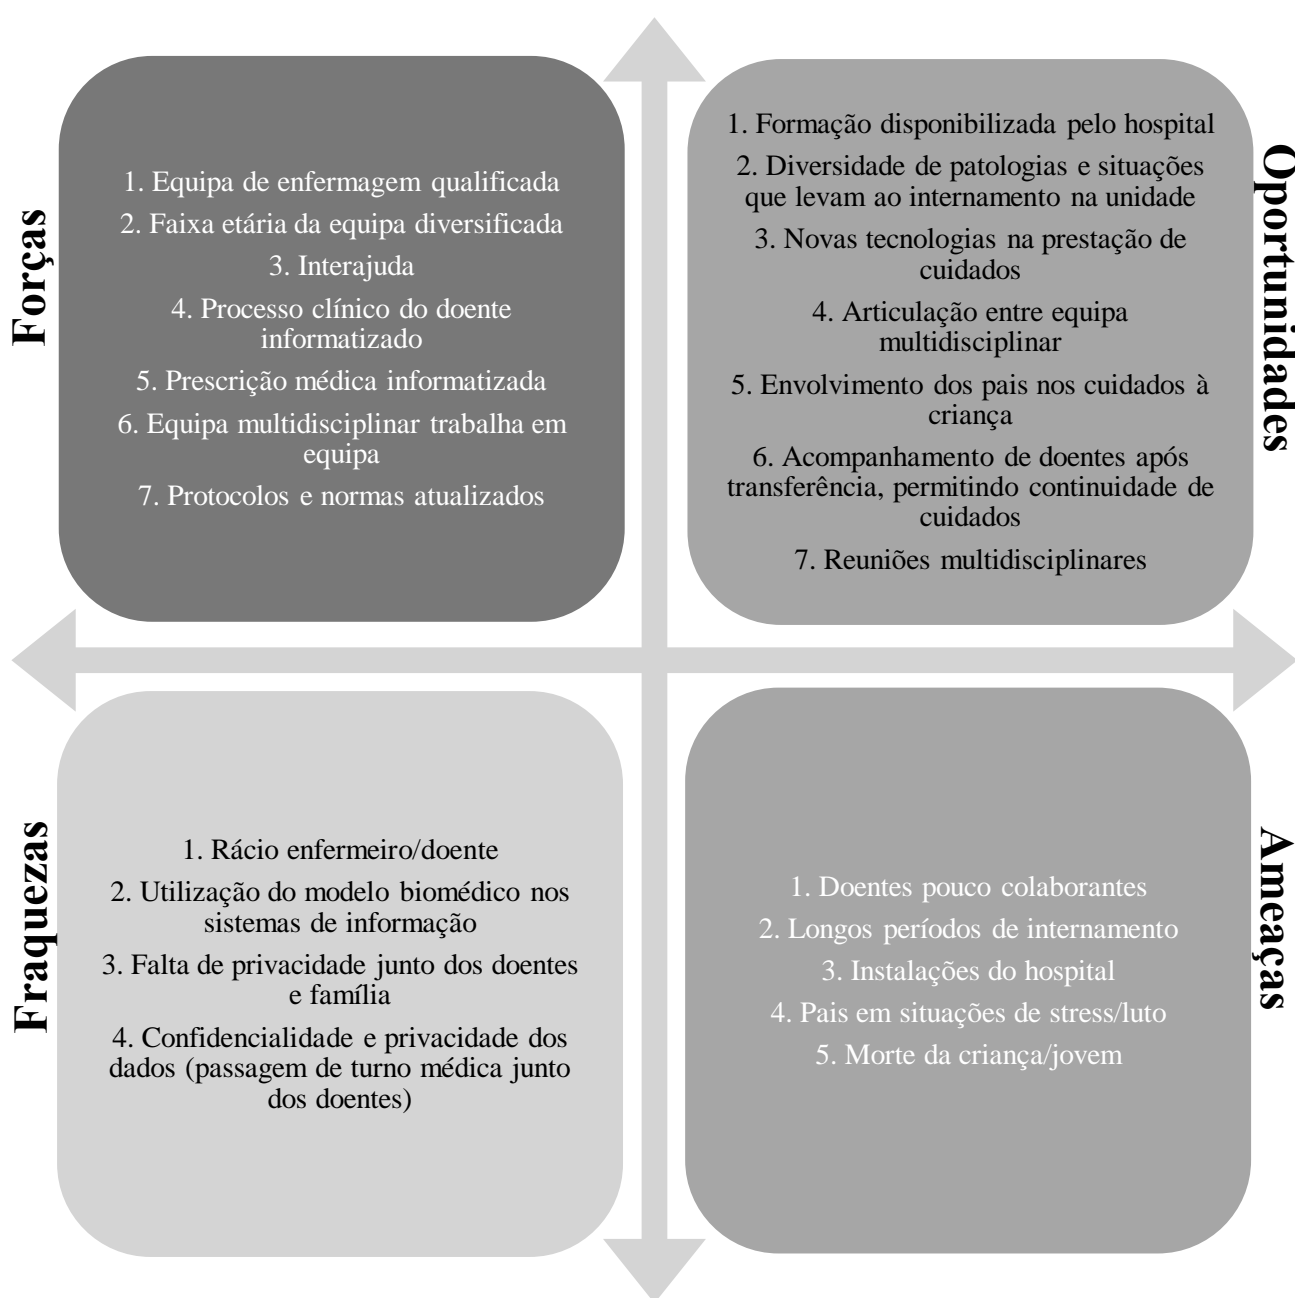 Forças
1. Equipa de enfermagem qualificada
2. Faixa etária da equipa diversificada
3. Interajuda
4. Processo clínico do doente
informatizado
5. Prescrição médica informatizada
6. Equipa multidisciplinar trabalha em
equipa
7. Protocolos e normas atualizados
Oportunidades
1. Formação disponibilizada pelo hospital
2. Diversidade de patologias e situações
que levam ao internamento na unidade
3. Novas tecnologias na prestação de
cuidados
4. Articulação entre equipa
multidisciplinar
5. Envolvimento dos pais nos cuidados à
criança
6. Acompanhamento de doentes após
transferência, permitindo continuidade de
cuidados
7. Reuniões multidisciplinares
Fraquezas
1. Rácio enfermeiro/doente
2. Utilização do modelo biomédico nos
sistemas de informação
3. Falta de privacidade junto dos doentes
e família
4. Confidencialidade e privacidade dos
dados (passagem de turno médica junto
dos doentes)
Ameaças
1. Doentes pouco colaborantes
2. Longos períodos de internamento
3. Instalações do hospital
4. Pais em situações de stress/luto
5. Morte da criança/jovem